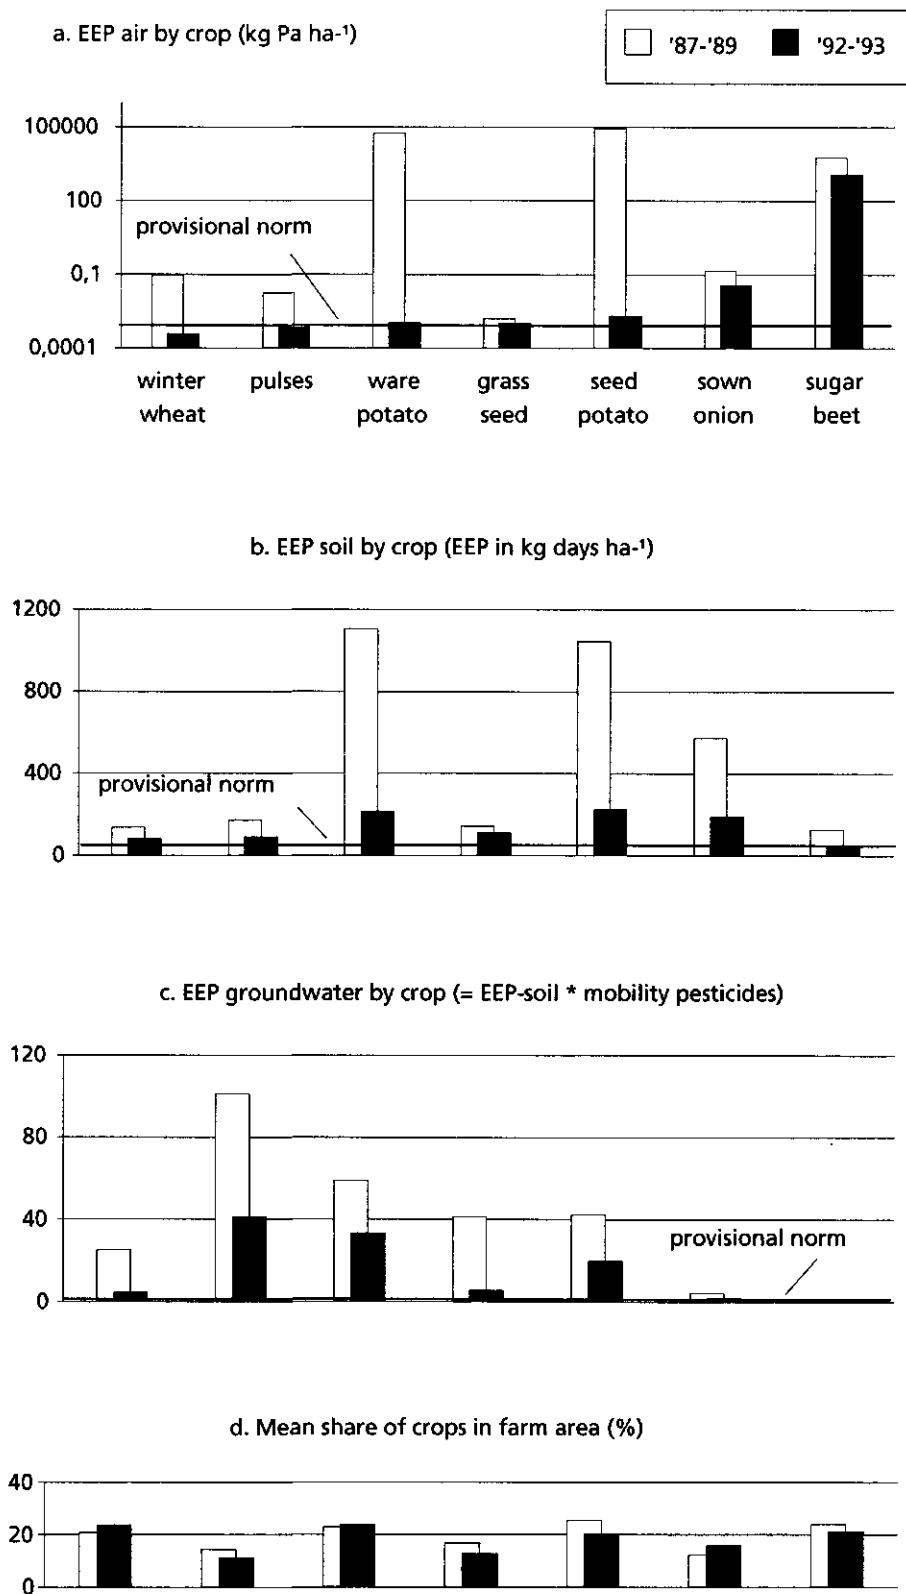 a. EEP air by crop (kg Pa ha-¹)
'87-'89 '92-'93
100000
100
provisional norm
0,1
0,0001
winter pulses ware grass seed sown sugar
wheat potato seed potato onion beet
b. EEP soil by crop (EEP in kg days ha-¹)
1200
800
400
provisional norm
0
c. EEP groundwater by crop (= EEP-soil * mobility pesticides)
120
80
40
provisional norm
0
d. Mean share of crops in farm area (%)
40
20
0